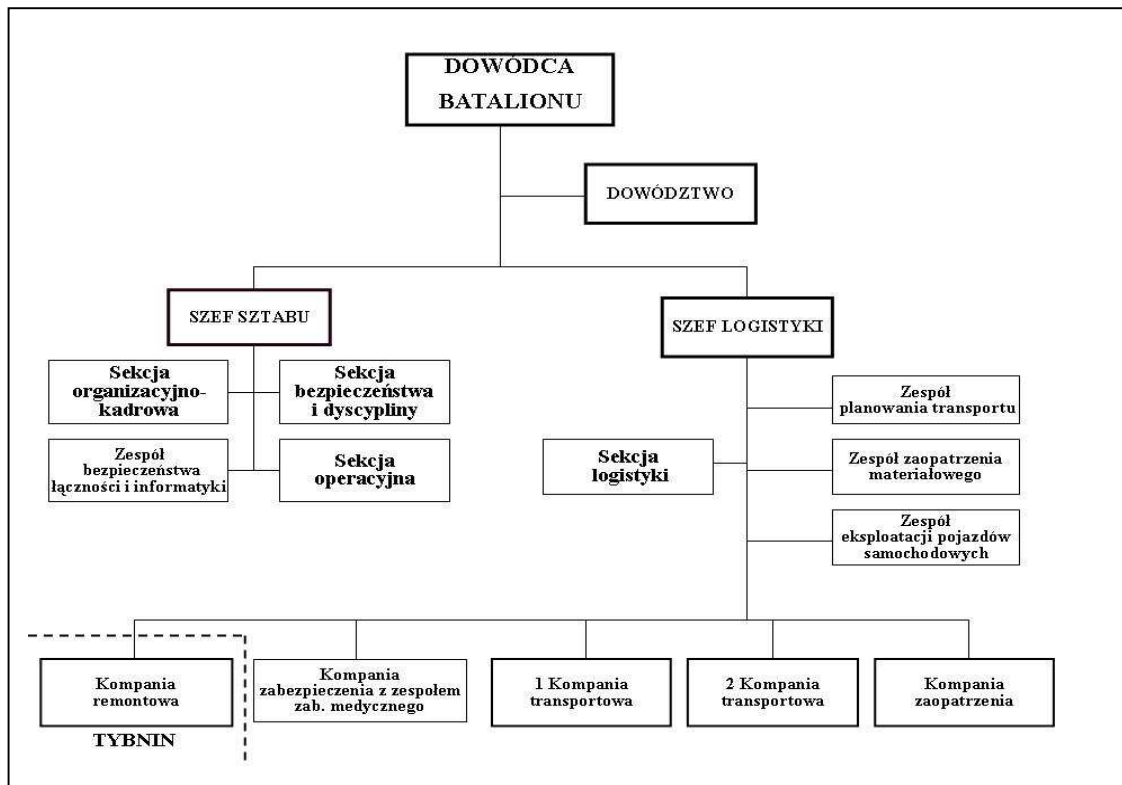 DOWÓDCA
BATALIONU
DOWÓDZTWO
SZEF SZTABU
SZEF LOGISTYKI
Sekcja
organizacyjno-
kadrowa
Sekcja
bezpieczeństwa
i dyscypliny
Zespół
bezpieczeństwa
łączności i informatyki
Sekcja
operacyjna
Sekcja
logistyki
Zespół
planowania transportu
Zespół zaopatrzenia
materiałowego
Zespół
eksploatacji pojazdów
samochodowych
Kompania
remontowa
TYBNIN
Kompania
zabezpieczenia z zespołem
zab. medycznego
1 Kompania
transportowa
2 Kompania
transportowa
Kompania
zaopatrzenia